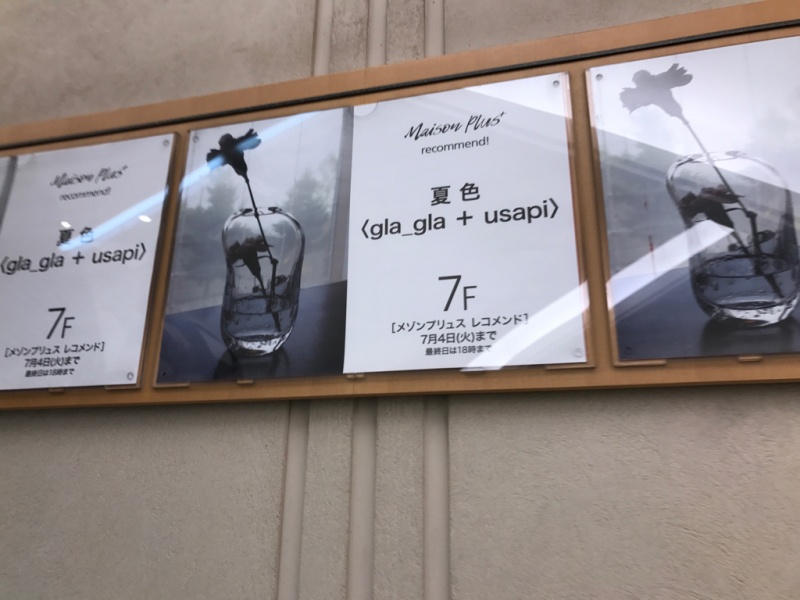 Maison Plus+
recommend!
夏色
〈gla_gla + usapi〉
7F
[メゾンプリュス レコメンド]
7月4日(火)まで
最終日は18時まで
Maison Plus+
recommend!
夏色
〈gla_gla + usapi〉
7F
[メゾンプリュス レコメンド]
7月4日(火)まで
最終日は18時まで